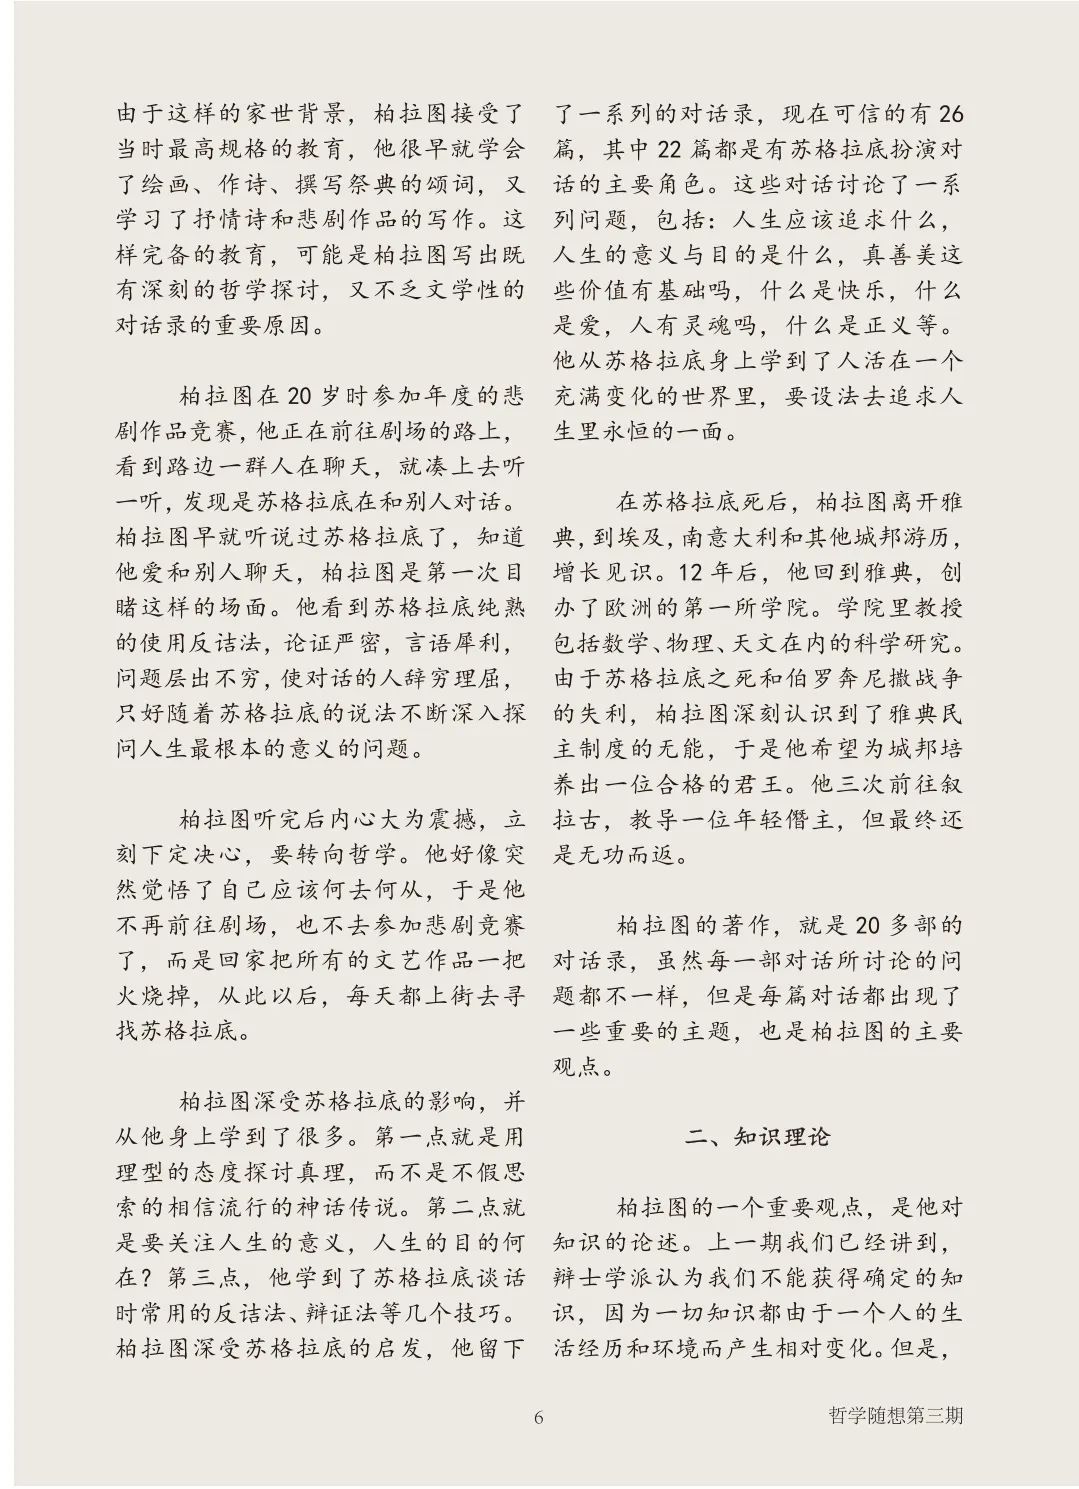 由于这样的家世背景，柏拉图接受了
当时最高规格的教育，他很早就学会
了绘画、作诗、撰写祭典的颂词，又
学习了抒情诗和悲剧作品的写作。这
样完备的教育，可能是柏拉图写出既
有深刻的哲学探讨，又不乏文学性的
对话录的重要原因。
柏拉图在 20 岁时参加年度的悲
剧作品竞赛，他正在前往剧场的路上，
看到路边一群人在聊天，就凑上去听
一听，发现是苏格拉底在和别人对话。
柏拉图早就听说过苏格拉底了，知道
他爱和别人聊天，柏拉图是第一次目
睹这样的场面。他看到苏格拉底纯熟
的使用反诘法，论证严密，言语犀利，
问题层出不穷，使对话的人辞穷理屈，
只好随着苏格拉底的说法不断深入探
问人生最根本的意义的问题。
柏拉图听完后内心大为震撼，立
刻下定决心，要转向哲学。他好像突
然觉悟了自己应该何去何从，于是他
不再前往剧场，也不去参加悲剧竞赛
了，而是回家把所有的文艺作品一把
火烧掉，从此以后，每天都上街去寻
找苏格拉底。
柏拉图深受苏格拉底的影响，并
从他身上学到了很多。第一点就是用
理型的态度探讨真理，而不是不假思
索的相信流行的神话传说。第二点就
是要关注人生的意义，人生的目的何
在？第三点，他学到了苏格拉底谈话
时常用的反诘法、辩证法等几个技巧。
柏拉图深受苏格拉底的启发，他留下
了一系列的对话录，现在可信的有 26
篇，其中 22 篇都是有苏格拉底扮演对
话的主要角色。这些对话讨论了一系
列问题，包括：人生应该追求什么，
人生的意义与目的是什么，真善美这
些价值有基础吗，什么是快乐，什么
是爱，人有灵魂吗，什么是正义等。
他从苏格拉底身上学到了人活在一个
充满变化的世界里，要设法去追求人
生里永恒的一面。
在苏格拉底死后，柏拉图离开雅
典，到埃及，南意大利和其他城邦游历，
增长见识。12 年后，他回到雅典，创
办了欧洲的第一所学院。学院里教授
包括数学、物理、天文在内的科学研究。
由于苏格拉底之死和伯罗奔尼撒战争
的失利，柏拉图深刻认识到了雅典民
主制度的无能，于是他希望为城邦培
养出一位合格的君王。他三次前往叙
拉古，教导一位年轻僭主，但最终还
是无功而返。
柏拉图的著作，就是 20 多部的
对话录，虽然每一部对话所讨论的问
题都不一样，但是每篇对话都出现了
一些重要的主题，也是柏拉图的主要
观点。
二、知识理论
柏拉图的一个重要观点，是他对
知识的论述。上一期我们已经讲到，
辩士学派认为我们不能获得确定的知
识，因为一切知识都由于一个人的生
活经历和环境而产生相对变化。但是，
6
哲学随想第三期